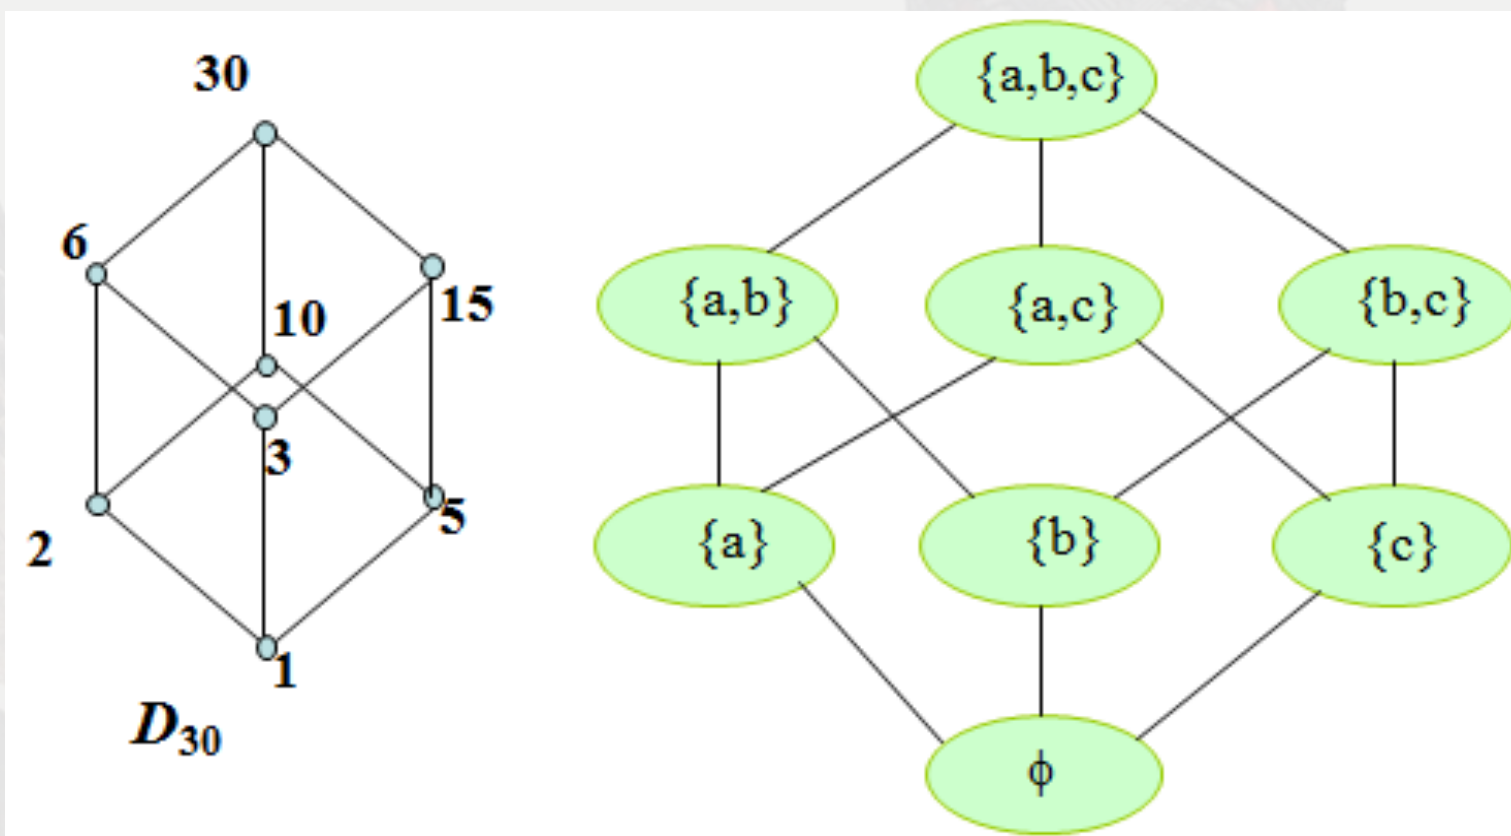 30
6
15
10
3
2
5
1
D30
{a,b,c}
{a,b}
{a,c}
{b,c}
{a}
{b}
{c}
ϕ